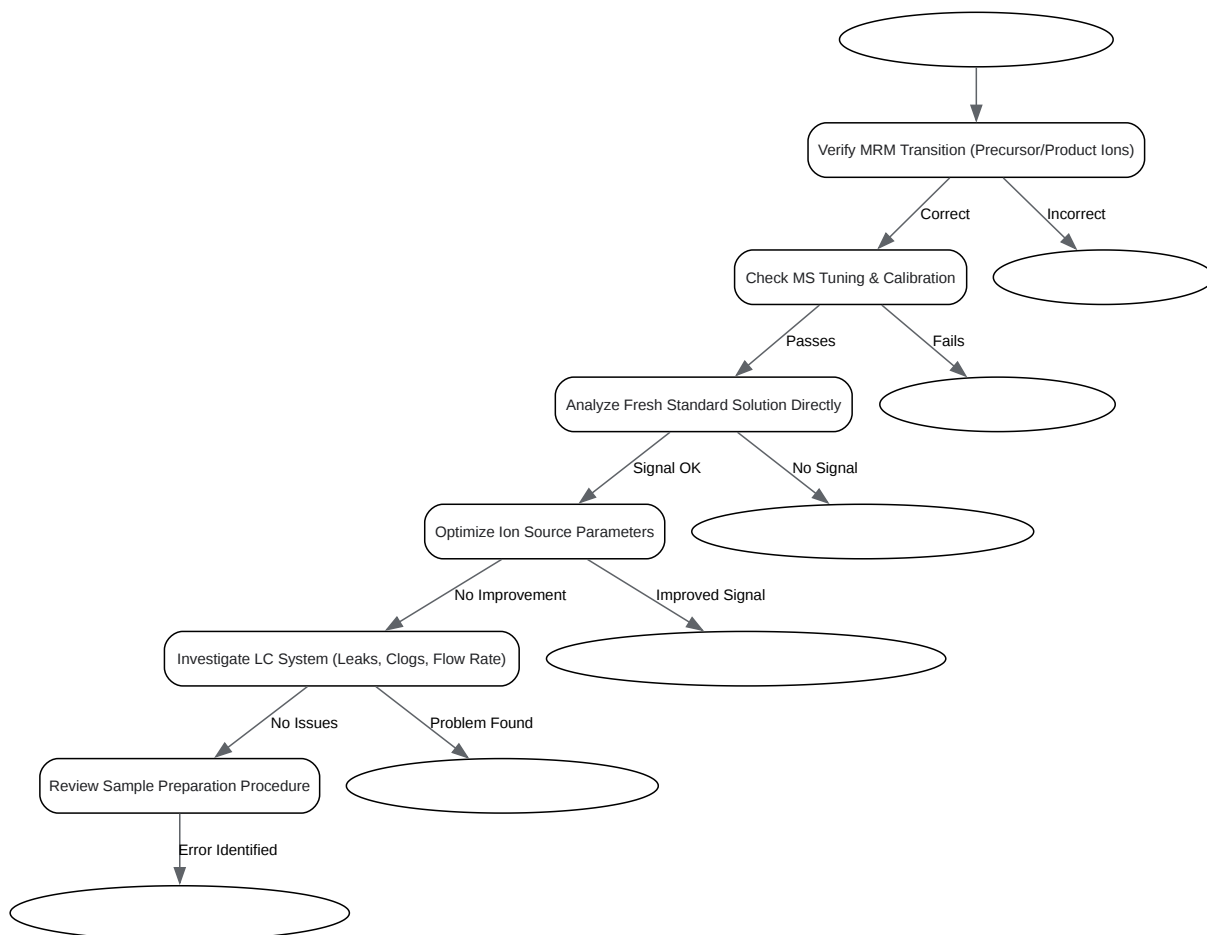 Verify MRM Transition (Precursor/Product Ions)
Correct
Incorrect
Check MS Tuning & Calibration
Passes
Fails
Analyze Fresh Standard Solution Directly
Signal OK
No Signal
Optimize Ion Source Parameters
No Improvement
Improved Signal
Investigate LC System (Leaks, Clogs, Flow Rate)
No Issues
Problem Found
Review Sample Preparation Procedure
Error Identified